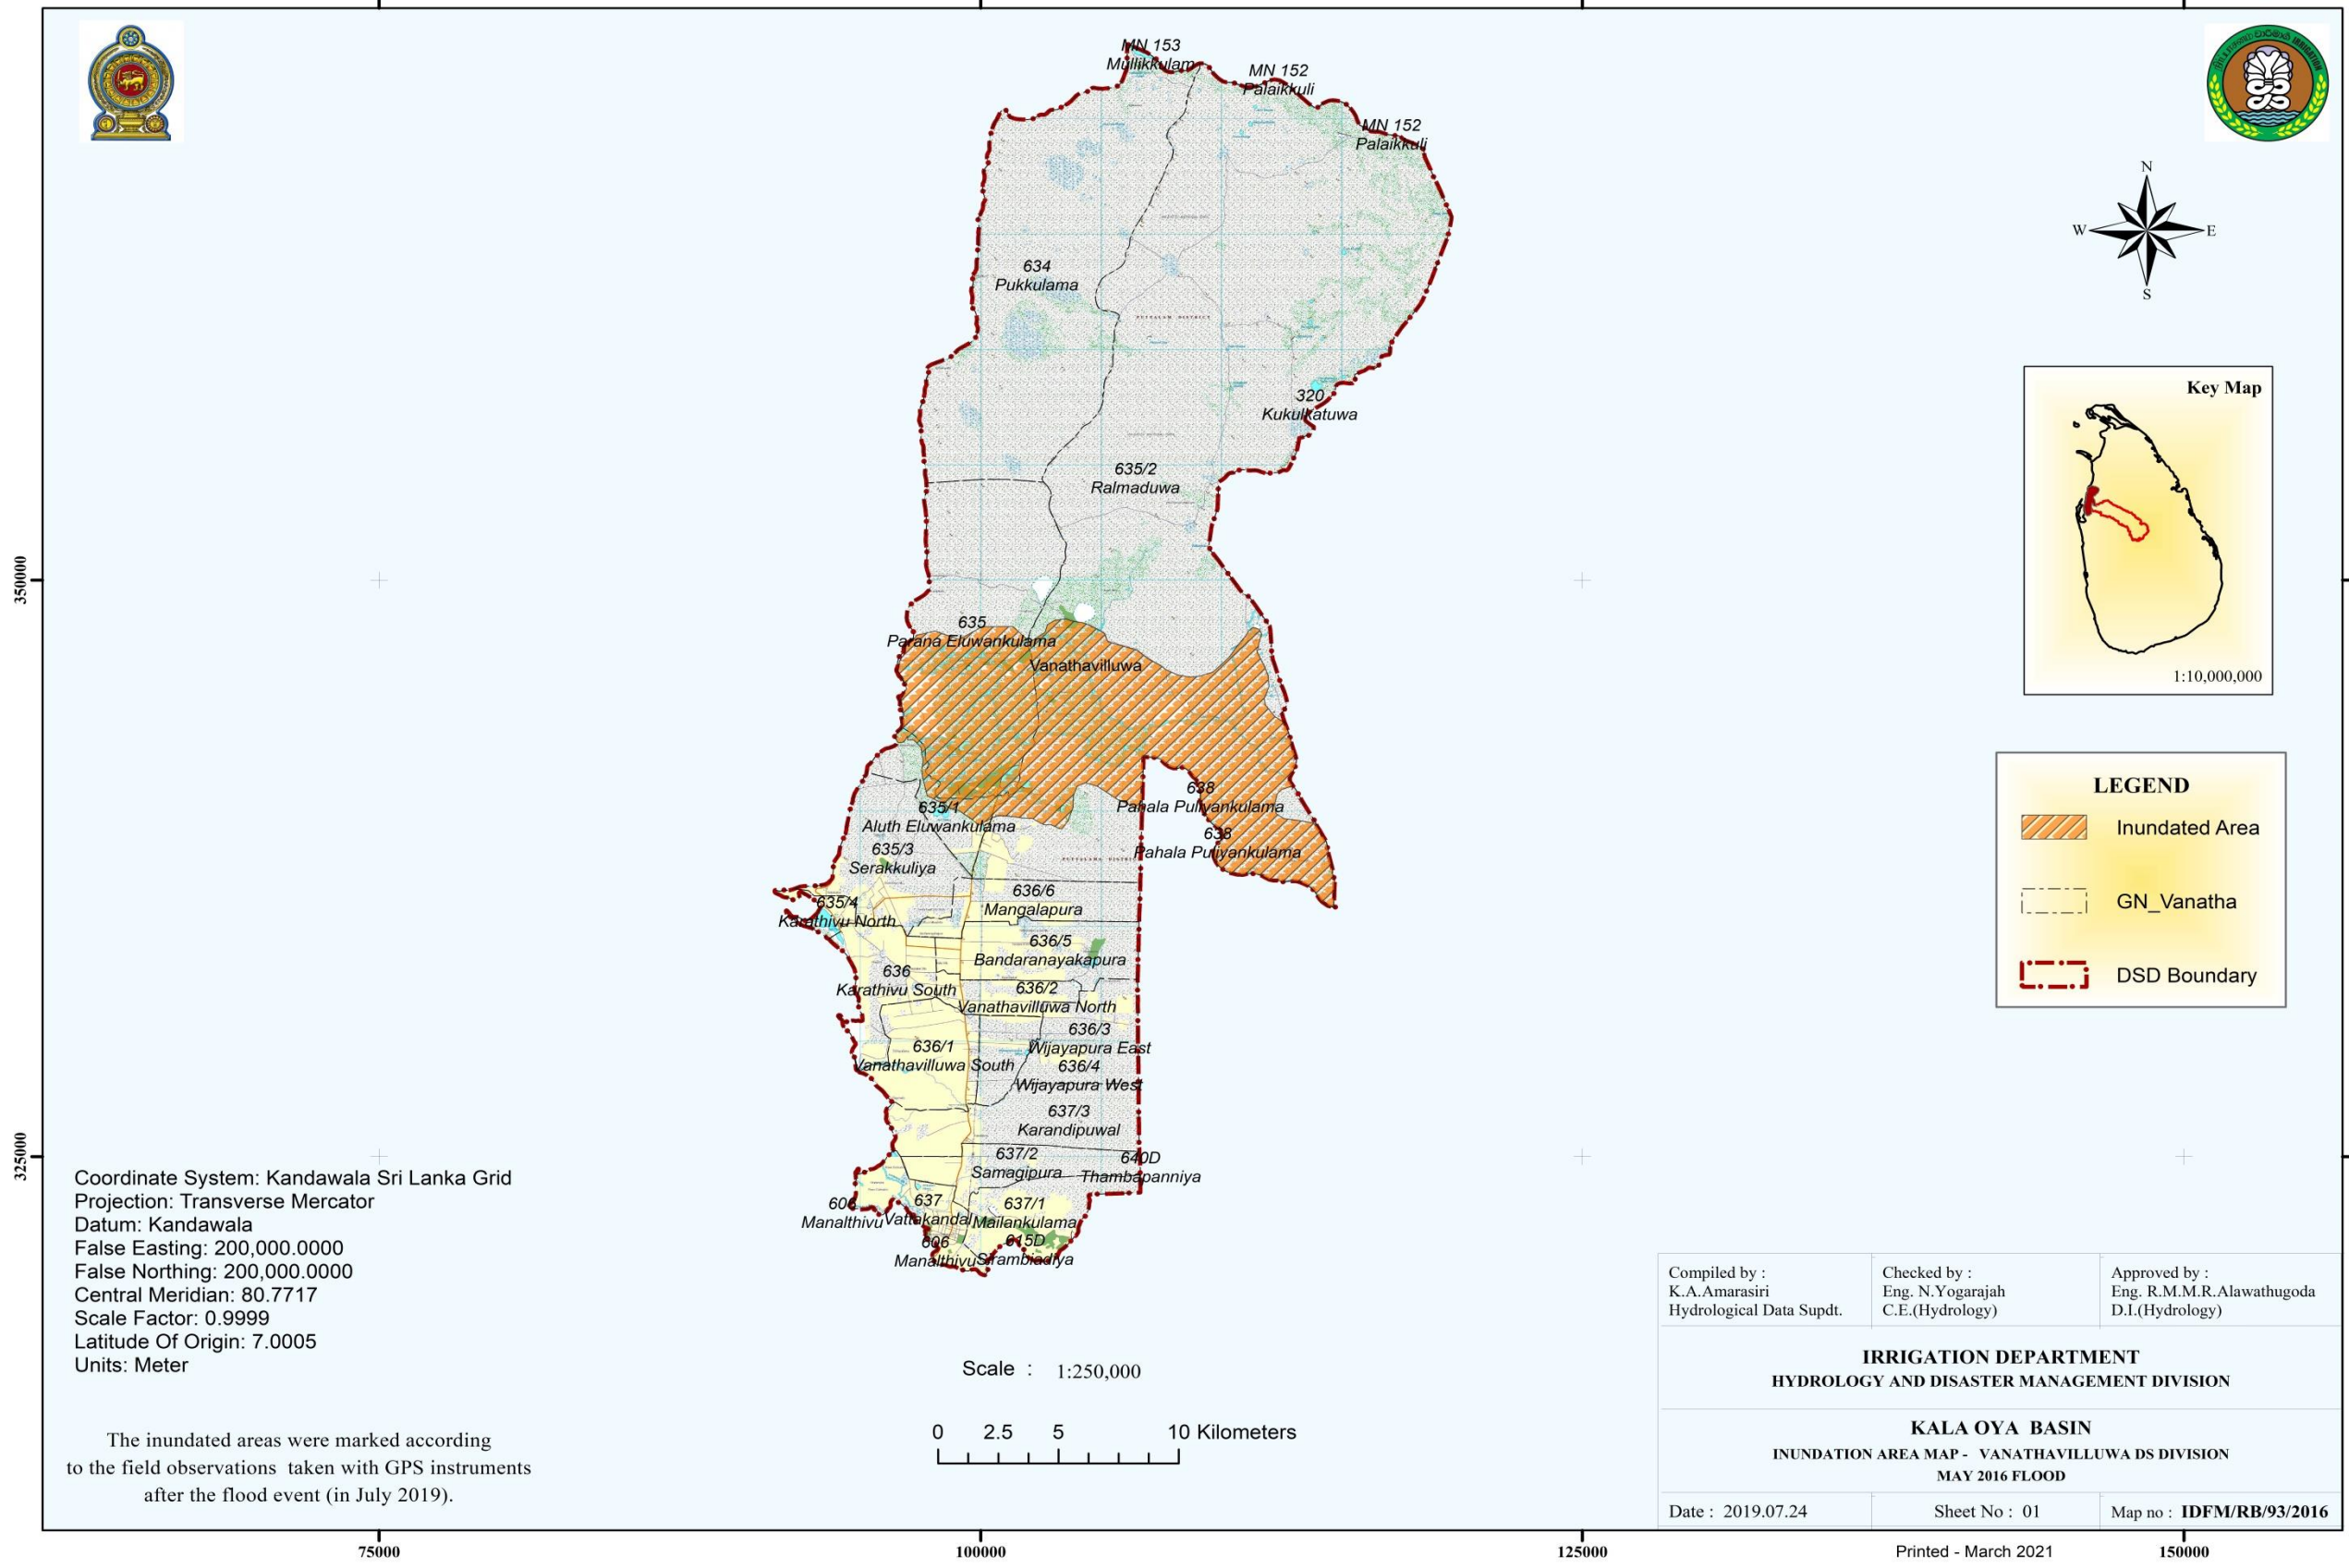 MN 153
Mullikkulam
MN 152
Palaikkuli
MN 152
Palaikkuli
N
W
E
S
634
Pukkulama
PUTTALAM DISTRICT
320
Kukulkatuwa
635/2
Ralmaduwa
Key Map
1:10,000,000
350000
635
Parana Eluwankulama
Vanathavilluwa
LEGEND
Inundated Area
GN_Vanatha
DSD Boundary
638
Pahala Puliyankulama
638
Pahala Puliyankulama
635/1
Aluth Eluwankulama
PUTTALAMA DISTRICT
635/3
Serakkuliya
636/6
Mangalapura
635/4
Karathivu North
636/5
Bandaranayakapura
636
Karathivu South
636/2
Vanathavilluwa North
636/3
Wijayapura East
636/1
Vanathavilluwa South
636/4
Wijayapura West
637/3
Karandipuwal
325000
637/2
Samagipura
640D
Thambapanniya
606
Manalthivu
637
Vattakandal
637/1
Mailankulama
606
Manalthivu
615D
Sirambiadiya
Coordinate System: Kandawala Sri Lanka Grid
Projection: Transverse Mercator
Datum: Kandawala
False Easting: 200,000.0000
False Northing: 200,000.0000
Central Meridian: 80.7717
Scale Factor: 0.9999
Latitude Of Origin: 7.0005
Units: Meter
The inundated areas were marked according
to the field observations taken with GPS instruments
after the flood event (in July 2019).
Scale : 1:250,000
0 2.5 5 10 Kilometers
Compiled by :
K.A.Amarasiri
Hydrological Data Supdt.
Checked by :
Eng. N.Yogarajah
C.E.(Hydrology)
Approved by :
Eng. R.M.M.R.Alawathugoda
D.I.(Hydrology)
IRRIGATION DEPARTMENT
HYDROLOGY AND DISASTER MANAGEMENT DIVISION
KALA OYA BASIN
INUNDATION AREA MAP - VANATHAVILLUWA DS DIVISION
MAY 2016 FLOOD
Date : 2019.07.24
Sheet No : 01
Map no : IDFM/RB/93/2016
75000
100000
125000
150000
Printed - March 2021